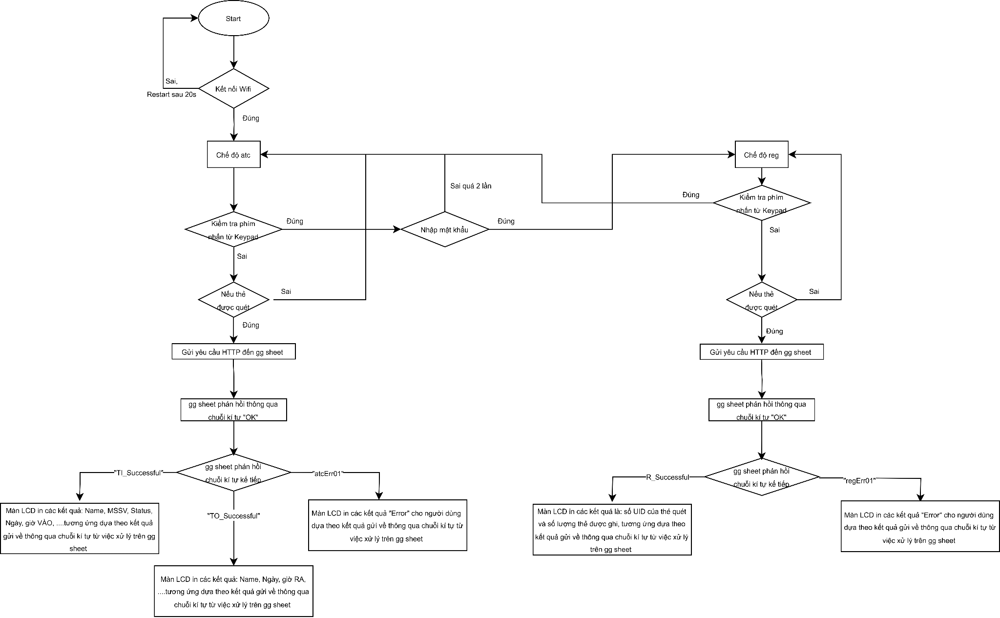 Start
Sai,
Restart sau 20s
Kết nối Wifi
Đúng
Chế độ atc
Chế độ reg
Sai quá 2 lần
Đúng
Kiểm tra phím
nhấn từ Keypad
Đúng
Kiểm tra phím
nhấn từ Keypad
Đúng
Nhập mật khẩu
Sai
Sai
Sai
Nếu thẻ
được quét
Sai
Nếu thẻ
được quét
Đúng
Đúng
Gửi yêu cầu HTTP đến gg sheet
Gửi yêu cầu HTTP đến gg sheet
gg sheet phản hồi thông qua
chuỗi kí tự "OK"
gg sheet phản hồi thông qua
chuỗi kí tự "OK"
"TI_Successful"
gg sheet phản hồi
chuỗi kí tự kế tiếp
"atcErr01"
R_Successful
gg sheet phản hồi
chuỗi kí tự kế tiếp
"regErr01"
"TO_Successful"
Màn LCD in các kết quả: Name, MSSV, Status,
Ngày, giờ VÀO, ....tương ứng dựa theo kết quả
gửi về thông qua chuỗi kí tự từ việc xử lý trên gg
sheet
Màn LCD in các kết quả "Error" cho người dùng
dựa theo kết quả gửi về thông qua chuỗi kí tự từ
việc xử lý trên gg sheet
Màn LCD in các kết quả là: số UID của thẻ quét
và số lượng thẻ được ghi, tương ứng dựa theo
kết quả gửi về thông qua chuỗi kí tự từ việc xử lý
trên gg sheet
Màn LCD in các kết quả "Error" cho người dùng
dựa theo kết quả gửi về thông qua chuỗi kí tự từ
việc xử lý trên gg sheet
Màn LCD in các kết quả: Name, Ngày, giờ RA,
....tương ứng dựa theo kết quả gửi về thông qua
chuỗi kí tự từ việc xử lý trên gg sheet